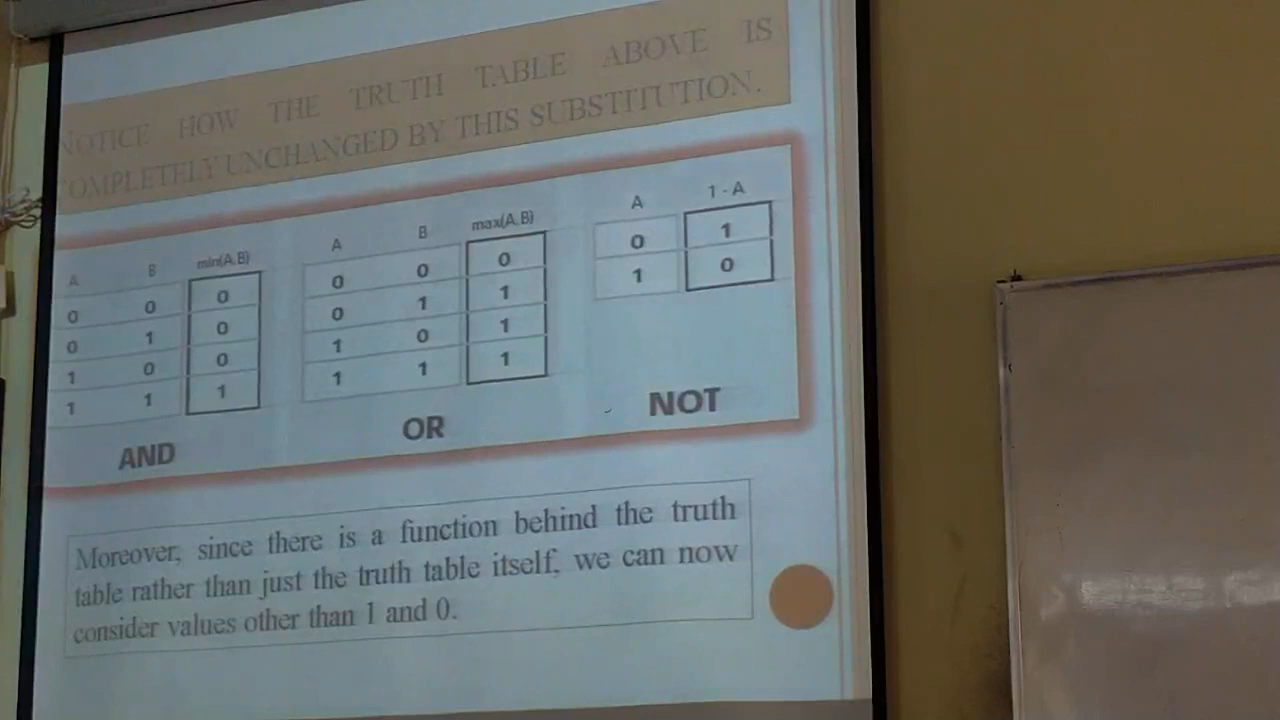 NOTICE HOW THE TRUTH TABLE ABOVE IS
COMPLETELY UNCHANGED BY THIS SUBSTITUTION.
A B min(A,B)
0 0 0
0 1 0
1 0 0
1 1 1
AND
A B max(A,B)
0 0 0
0 1 1
1 0 1
1 1 1
OR
A 1 - A
0 1
1 0
NOT
Moreover, since there is a function behind the truth
table rather than just the truth table itself, we can now
consider values other than 1 and 0.